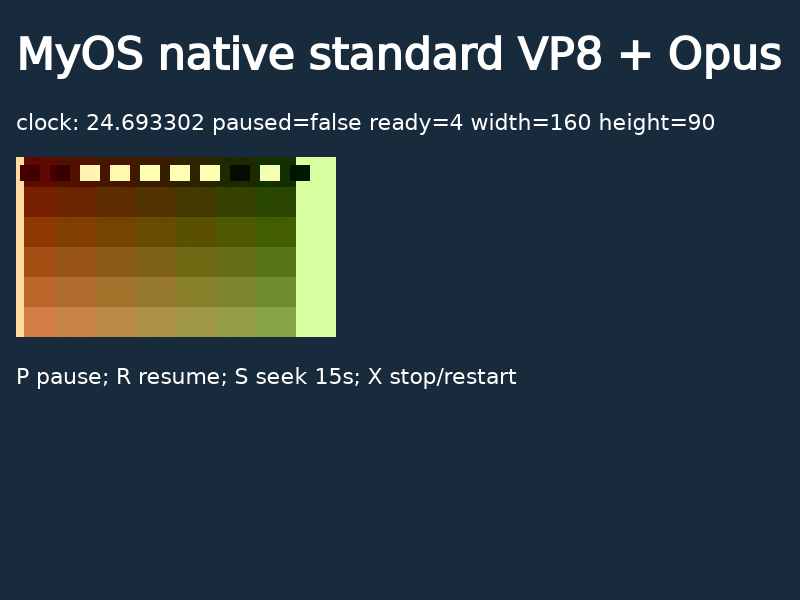 MyOS native standard VP8 + Opus
clock: 24.693302 paused=false ready=4 width=160 height=90
P pause; R resume; S seek 15s; X stop/restart